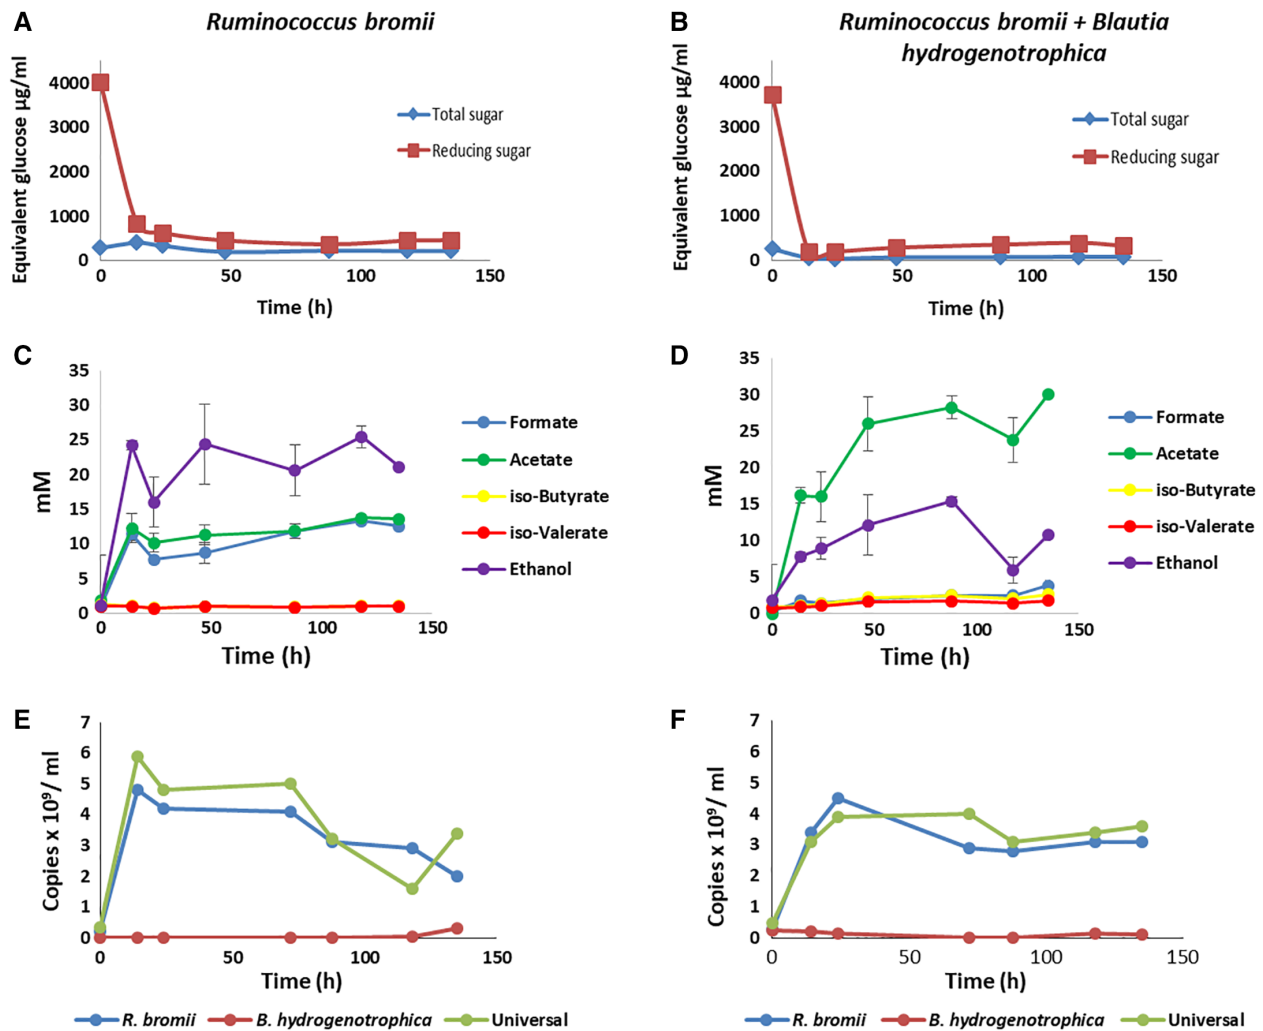 A
Ruminococcus bromii
Equivalent glucose µg/ml
4000
3000
2000
1000
0
0
50
100
150
Time (h)
Total sugar
Reducing sugar
B
Ruminococcus bromii + Blautia
hydrogenotrophica
Equivalent glucose µg/ml
4000
3000
2000
1000
0
0
50
100
150
Time (h)
Total sugar
Reducing sugar
C
mM
35
30
25
20
15
10
5
0
0
50
100
150
Time (h)
Formate
Acetate
iso-Butyrate
iso-Valerate
Ethanol
D
mM
35
30
25
20
15
10
5
0
0
50
100
150
Time (h)
Formate
Acetate
iso-Butyrate
iso-Valerate
Ethanol
E
Copies x 10⁹/ ml
7
6
5
4
3
2
1
0
0
50
100
150
Time (h)
R. bromii
B. hydrogenotrophica
Universal
F
Copies x 10⁹/ ml
7
6
5
4
3
2
1
0
0
50
100
150
Time (h)
R. bromii
B. hydrogenotrophica
Universal